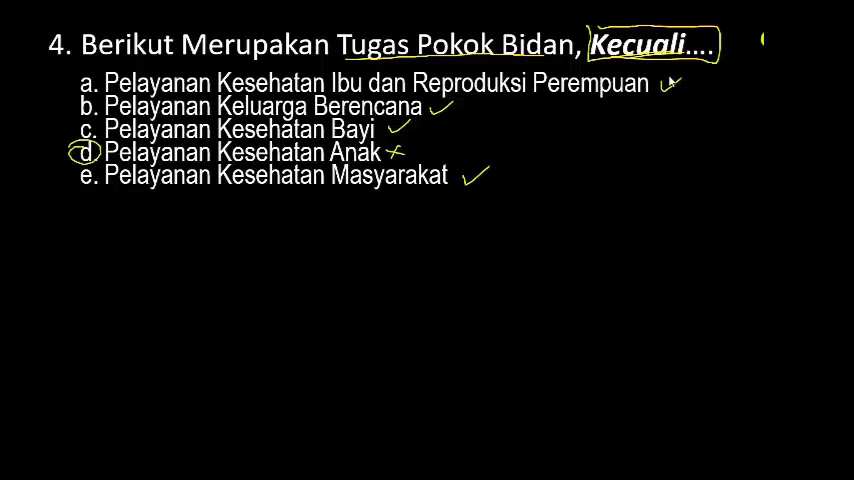 4. Berikut Merupakan Tugas Pokok Bidan, Kecuali....
a. Pelayanan Kesehatan Ibu dan Reproduksi Perempuan
b. Pelayanan Keluarga Berencana
c. Pelayanan Kesehatan Bayi
d. Pelayanan Kesehatan Anak
e. Pelayanan Kesehatan Masyarakat